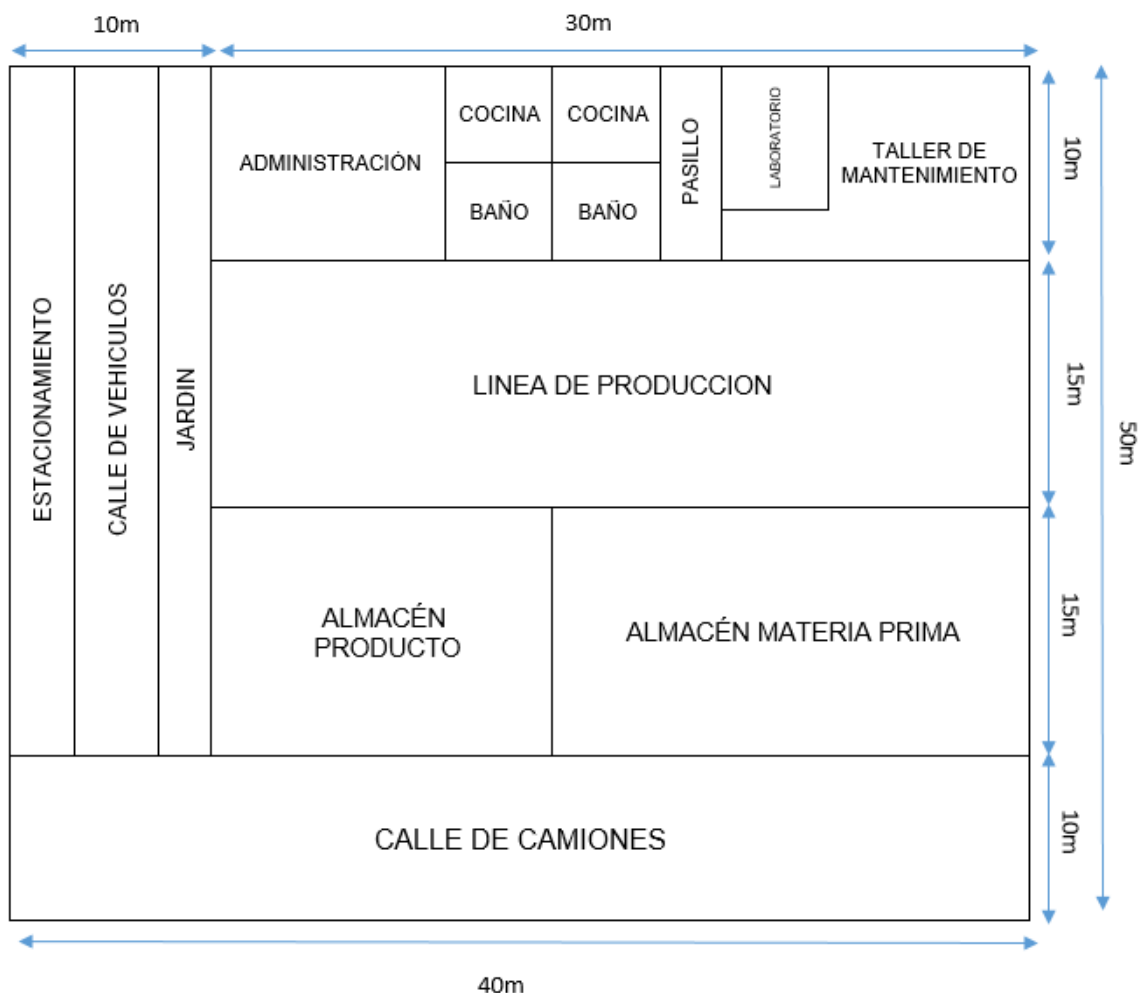 10m
30m
COCINA
COCINA
ADMINISTRACIÓN
BAÑO
BAÑO
PASILLO
LABORATORIO
TALLER DE
MANTENIMIENTO
10m
ESTACIONAMIENTO
CALLE DE VEHICULOS
JARDIN
LINEA DE PRODUCCION
15m
50m
ALMACÉN
PRODUCTO
ALMACÉN MATERIA PRIMA
15m
CALLE DE CAMIONES
10m
40m